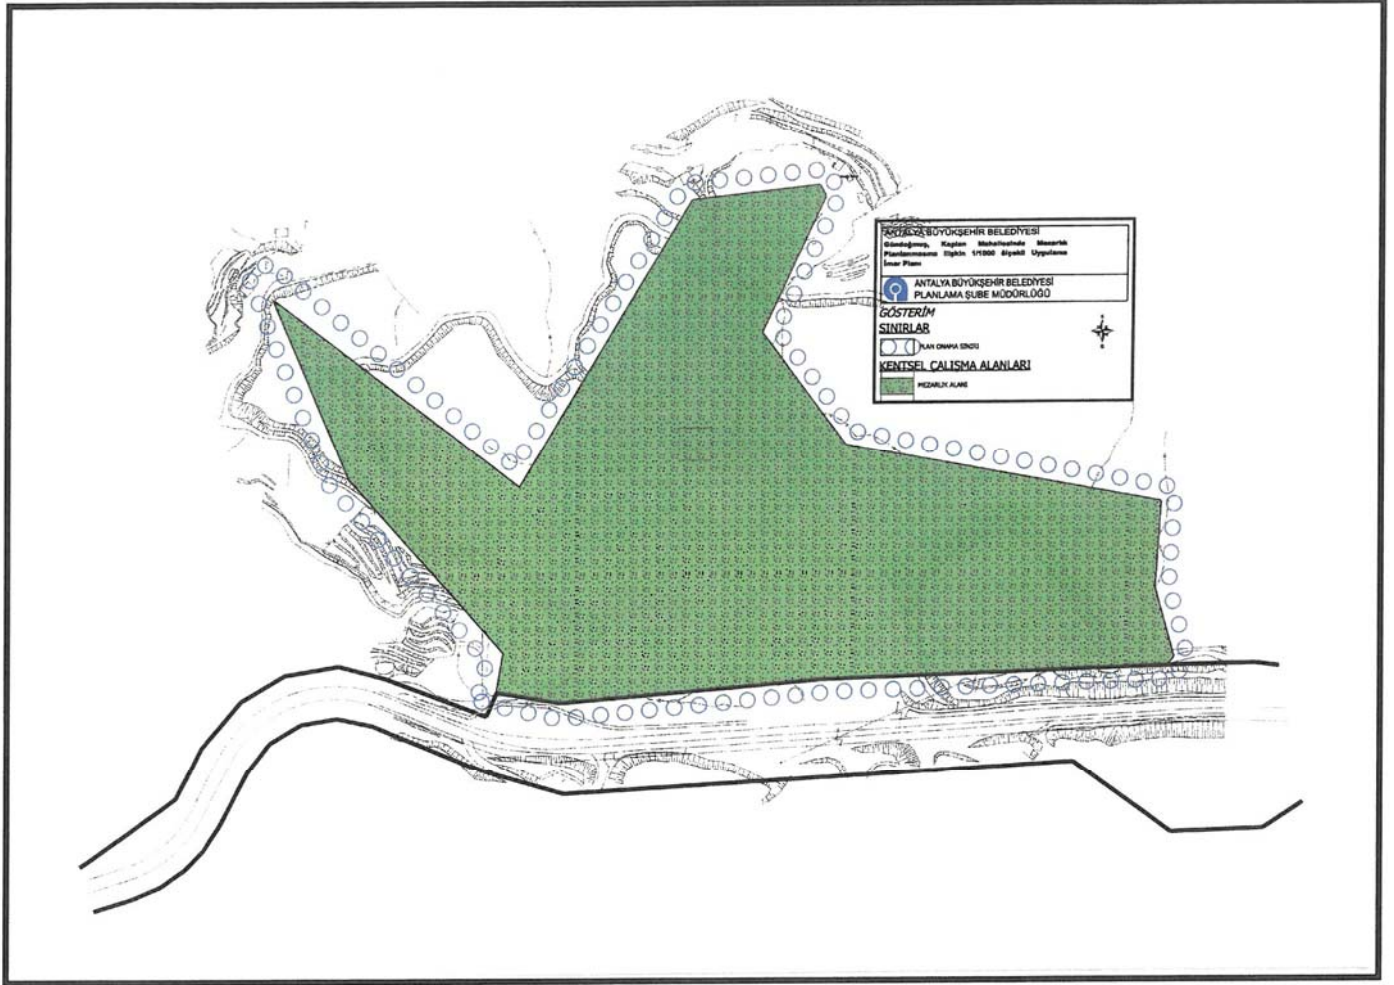 ANTALYA BÜYÜKŞEHİR BELEDİYESİ
Gündoğmuş, Kaplan Mahallesinde Mezarlık
Planlanmasına İlişkin 1/1000 ölçekli Uygulama
İmar Planı
ANTALYA BÜYÜKŞEHİR BELEDİYESİ
PLANLAMA ŞUBE MÜDÜRLÜĞÜ
GÖSTERİM
SINIRLAR
PLAN ONAMA SINIRI
KENTSEL ÇALIŞMA ALANLARI
MEZARLIK ALANI